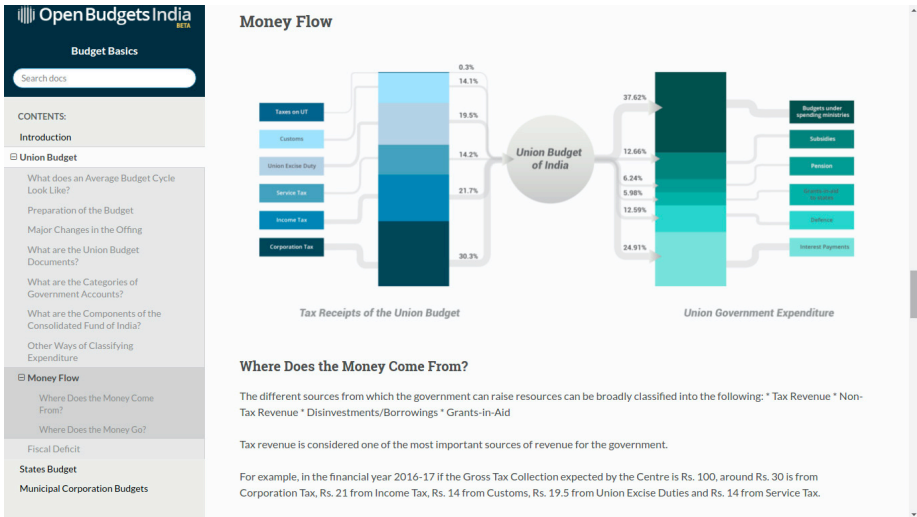 Open Budgets India
BETA
Budget Basics
Search docs
CONTENTS:
Introduction
Union Budget
What does an Average Budget Cycle
Look Like?
Preparation of the Budget
Major Changes in the Offing
What are the Union Budget
Documents?
What are the Categories of
Government Accounts?
What are the Components of the
Consolidated Fund of India?
Other Ways of Classifying
Expenditure
Money Flow
Where Does the Money Come
From?
Where Does the Money Go?
Fiscal Deficit
States Budget
Municipal Corporation Budgets
Money Flow
Taxes on UT
Customs
Union Excise Duty
Service Tax
Income Tax
Corporation Tax
0.3%
14.1%
19.5%
14.2%
21.7%
30.3%
Tax Receipts of the Union Budget
Union Budget
of India
37.62%
12.66%
6.24%
5.98%
12.59%
24.91%
Budgets under
spending ministries
Subsidies
Pension
Defence
Interest Payments
Union Government Expenditure
Where Does the Money Come From?
The different sources from which the government can raise resources can be broadly classified into the following: * Tax Revenue * Non-
Tax Revenue * Disinvestments/Borrowings * Grants-in-Aid
Tax revenue is considered one of the most important sources of revenue for the government.
For example, in the financial year 2016-17 if the Gross Tax Collection expected by the Centre is Rs. 100, around Rs. 30 is from
Corporation Tax, Rs. 21 from Income Tax, Rs. 14 from Customs, Rs. 19.5 from Union Excise Duties and Rs. 14 from Service Tax.